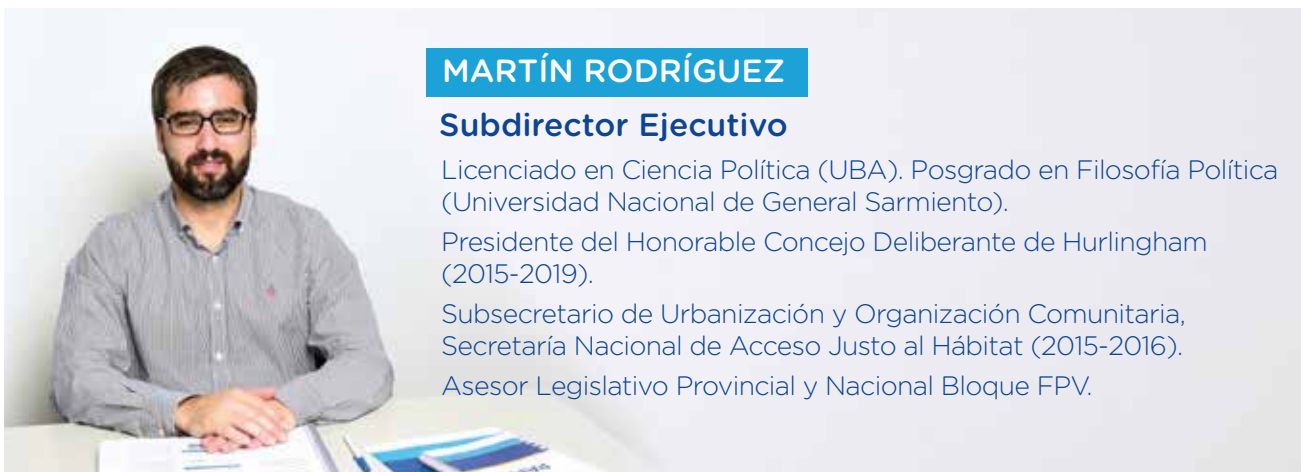 MARTÍN RODRÍGUEZ
Subdirector Ejecutivo
Licenciado en Ciencia Política (UBA). Posgrado en Filosofía Política
(Universidad Nacional de General Sarmiento).
Presidente del Honorable Concejo Deliberante de Hurlingham
(2015-2019).
Subsecretario de Urbanización y Organización Comunitaria,
Secretaría Nacional de Acceso Justo al Hábitat (2015-2016).
Asesor Legislativo Provincial y Nacional Bloque FPV.